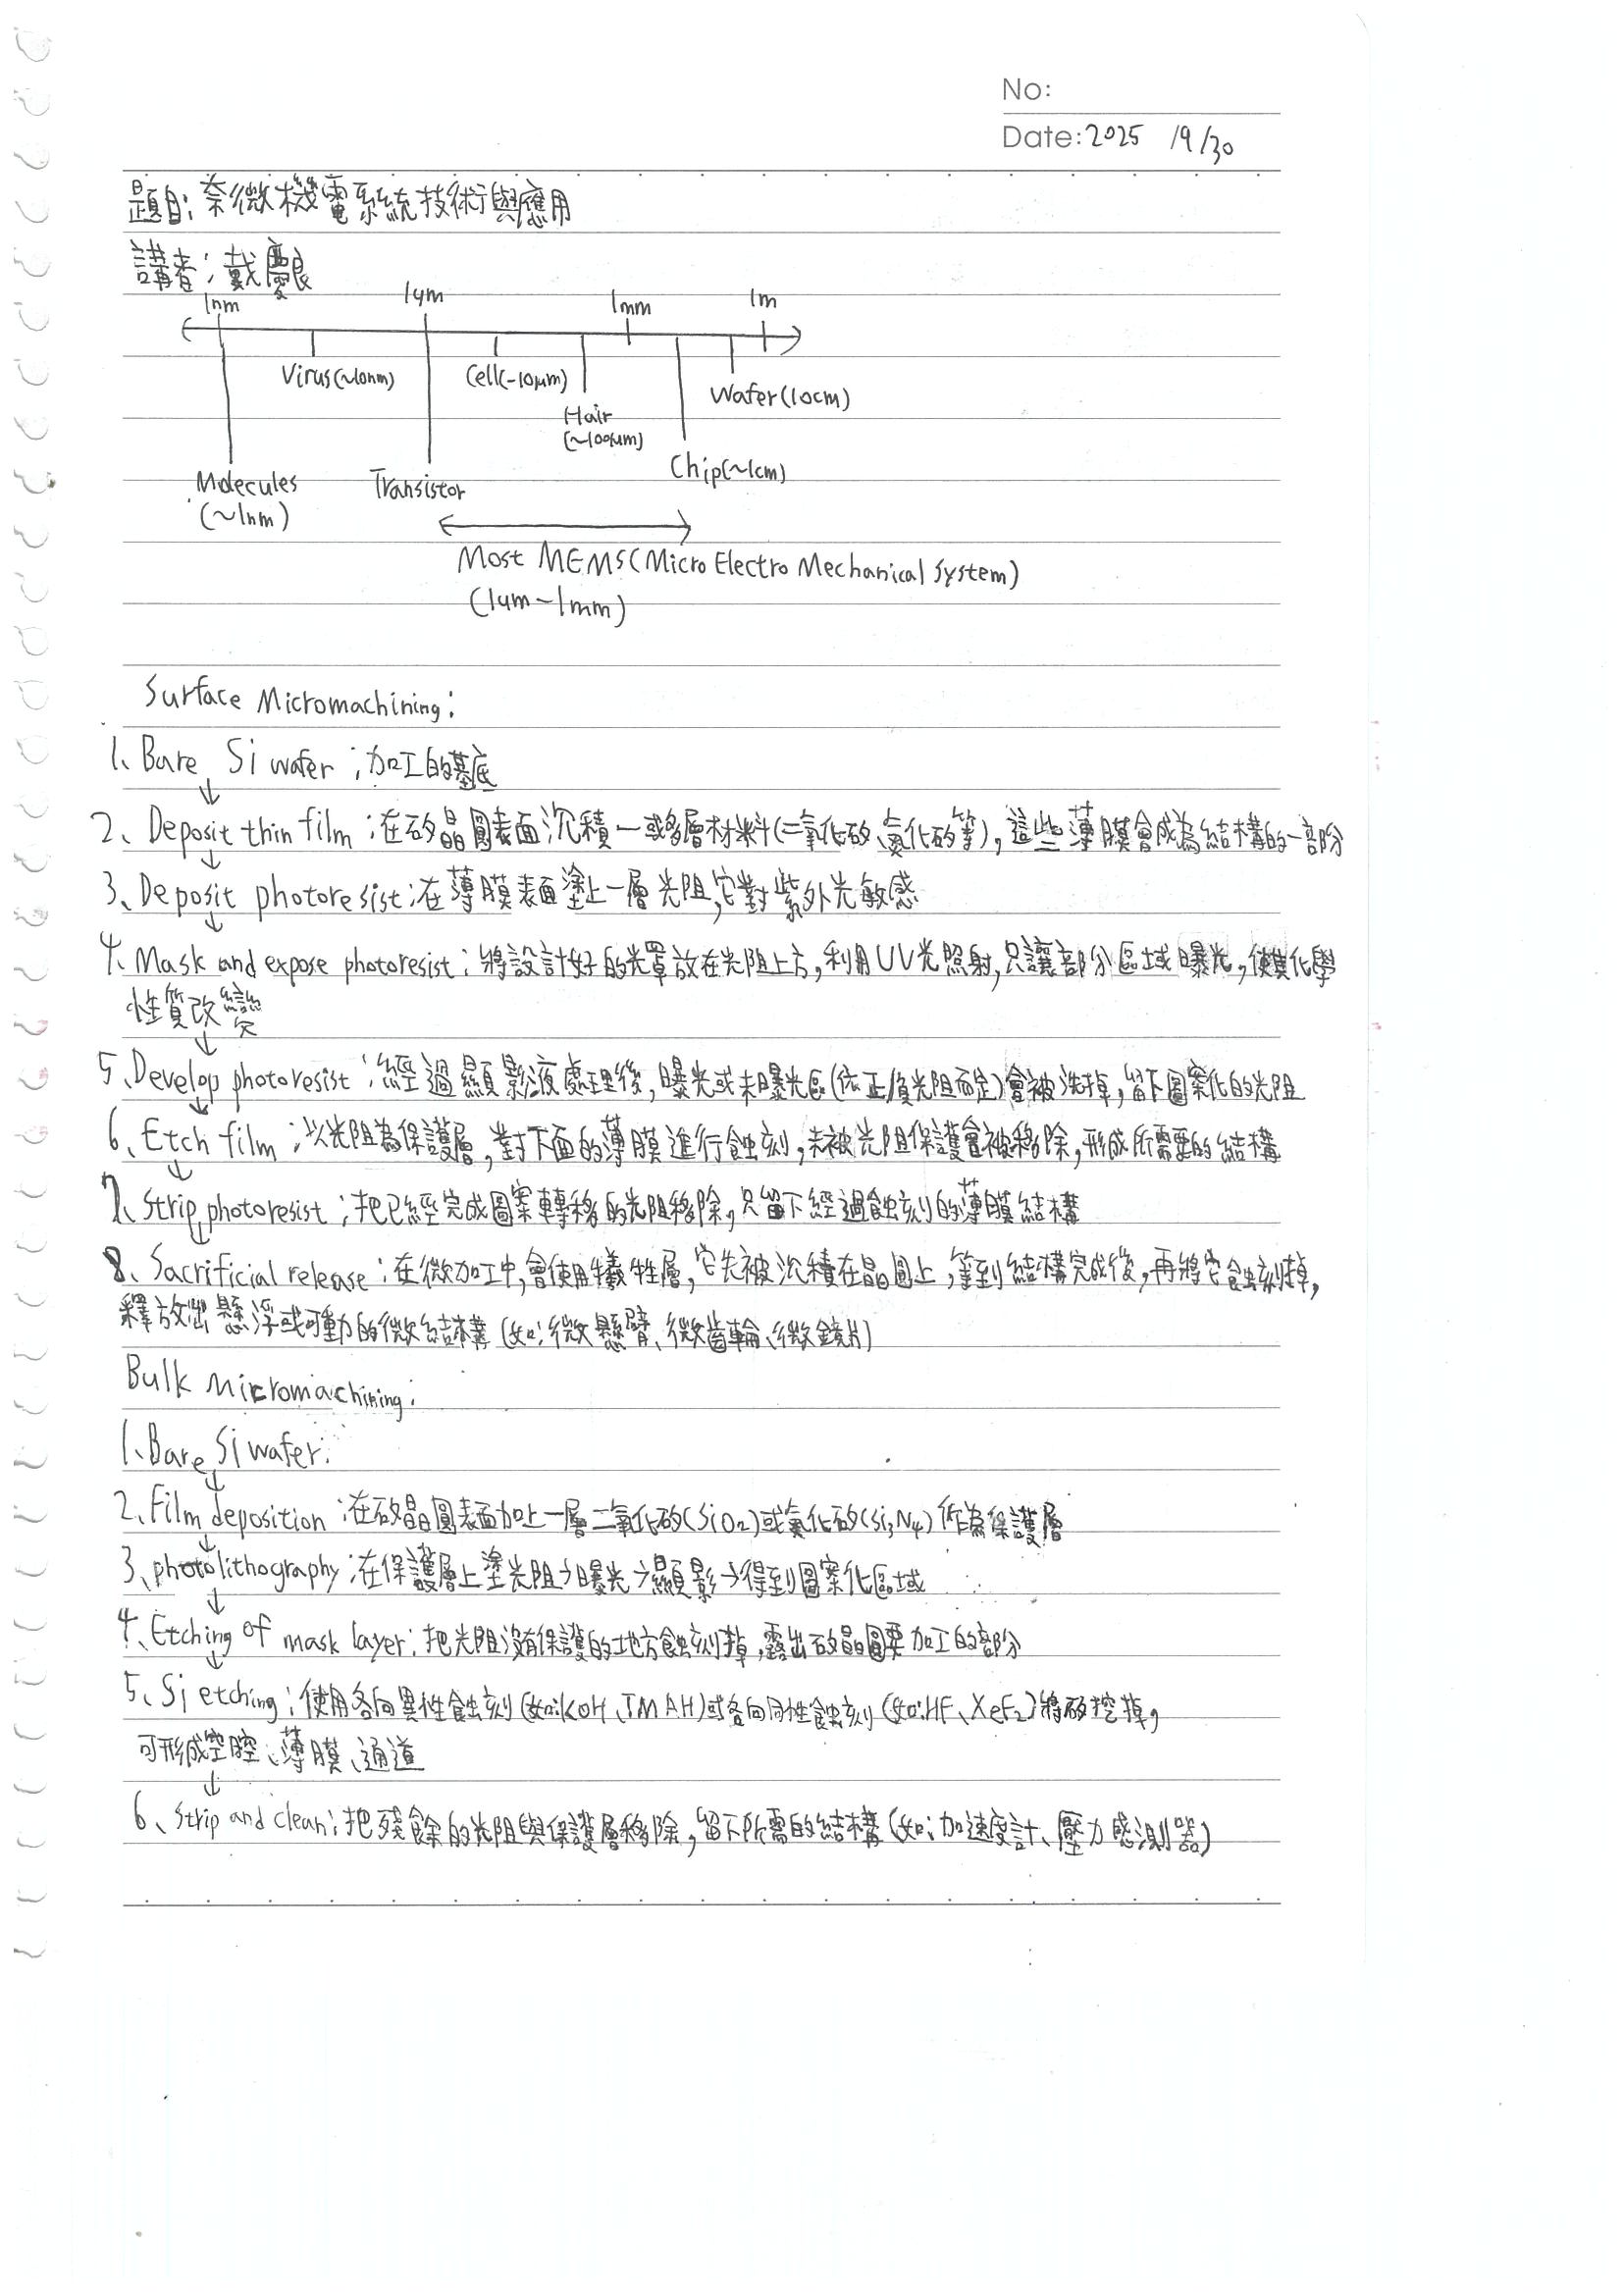 No:
Date: 2025 /9/30
題目:奈微機電系統技術與應用
講者:戴慶良
1nm 1μm 1mm 1m
Virus(~10nm) Cell(~10μm) Wafer(10cm)
Hair
(~100μm)
Molecules Transistor Chip(~1cm)
(~1nm)
Most MEMS(Micro Electro Mechanical System)
(1μm-1mm)
Surface Micromachining:
1、Bare Si wafer:加工的基底
↓
2、Deposit thin film:在矽晶圓表面沉積一或多層材料(二氧化矽、氮化矽等),這些薄膜會成為結構的一部份
↓
3、Deposit photoresist:在薄膜表面塗上一層光阻,它對紫外光敏感
↓
4、Mask and expose photoresist:將設計好的光罩放在光阻上方,利用UV光照射,只讓部分區域曝光,使其化學
性質改變
↓
5、Develop photoresist:經過顯影液處理後,曝光或未曝光區(依正/負光阻而定)會被洗掉,留下圖案化的光阻
↓
6、Etch film:以光阻為保護層,對下面的薄膜進行蝕刻,未被光阻保護會被移除,形成所需要的結構
↓
7、Strip photoresist:把已經完成圖案轉移的光阻移除,只留下經過蝕刻的薄膜結構
↓
8、Sacrificial release:在微加工中,會使用犧牲層,它先被沉積在晶圓上,等到結構完成後,再將它蝕刻掉,
釋放出懸浮或可動的微結構(如:微懸臂、微齒輪、微鏡片)
Bulk Micromachining:
1、Bare Si wafer:
↓
2、Film deposition:在矽晶圓表面加上一層二氧化矽(SiO2)或氮化矽(Si3N4)作為保護層
↓
3、photolithography:在保護層上塗光阻→曝光→顯影→得到圖案化區域
↓
4、Etching of mask layer:把光阻沒有保護的地方蝕刻掉,露出矽晶圓要加工的部分
↓
5、Si etching:使用各向異性蝕刻(如:KOH、TMAH)或各向同性蝕刻(如:HF、XeF2)將矽挖掉,
可形成空腔、薄膜、通道
↓
6、Strip and clean:把殘餘的光阻與保護層移除,留下所需的結構(如:加速度計、壓力感測器)